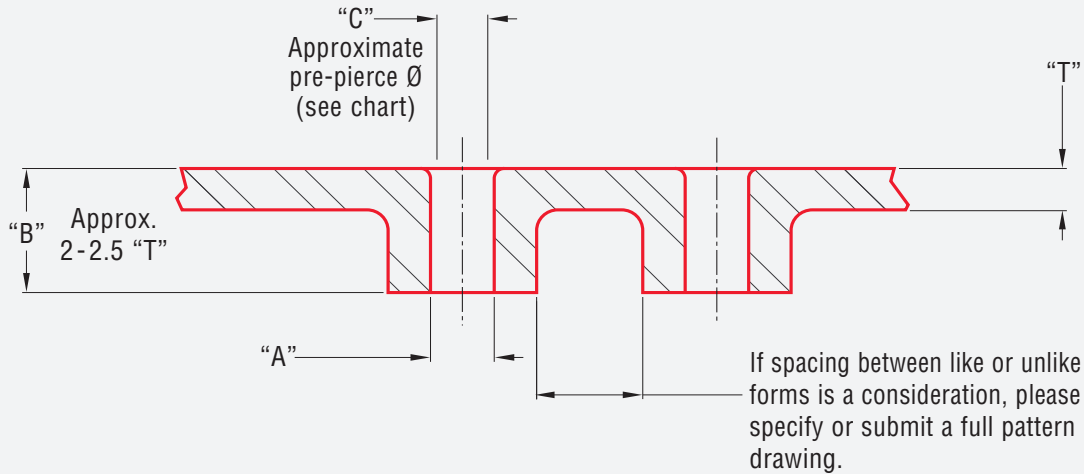 “C”
Approximate
pre-pierce Ø
(see chart)
“T”
“B”
Approx.
2-2.5 “T”
“A”
If spacing between like or unlike
forms is a consideration, please
specify or submit a full pattern
drawing.